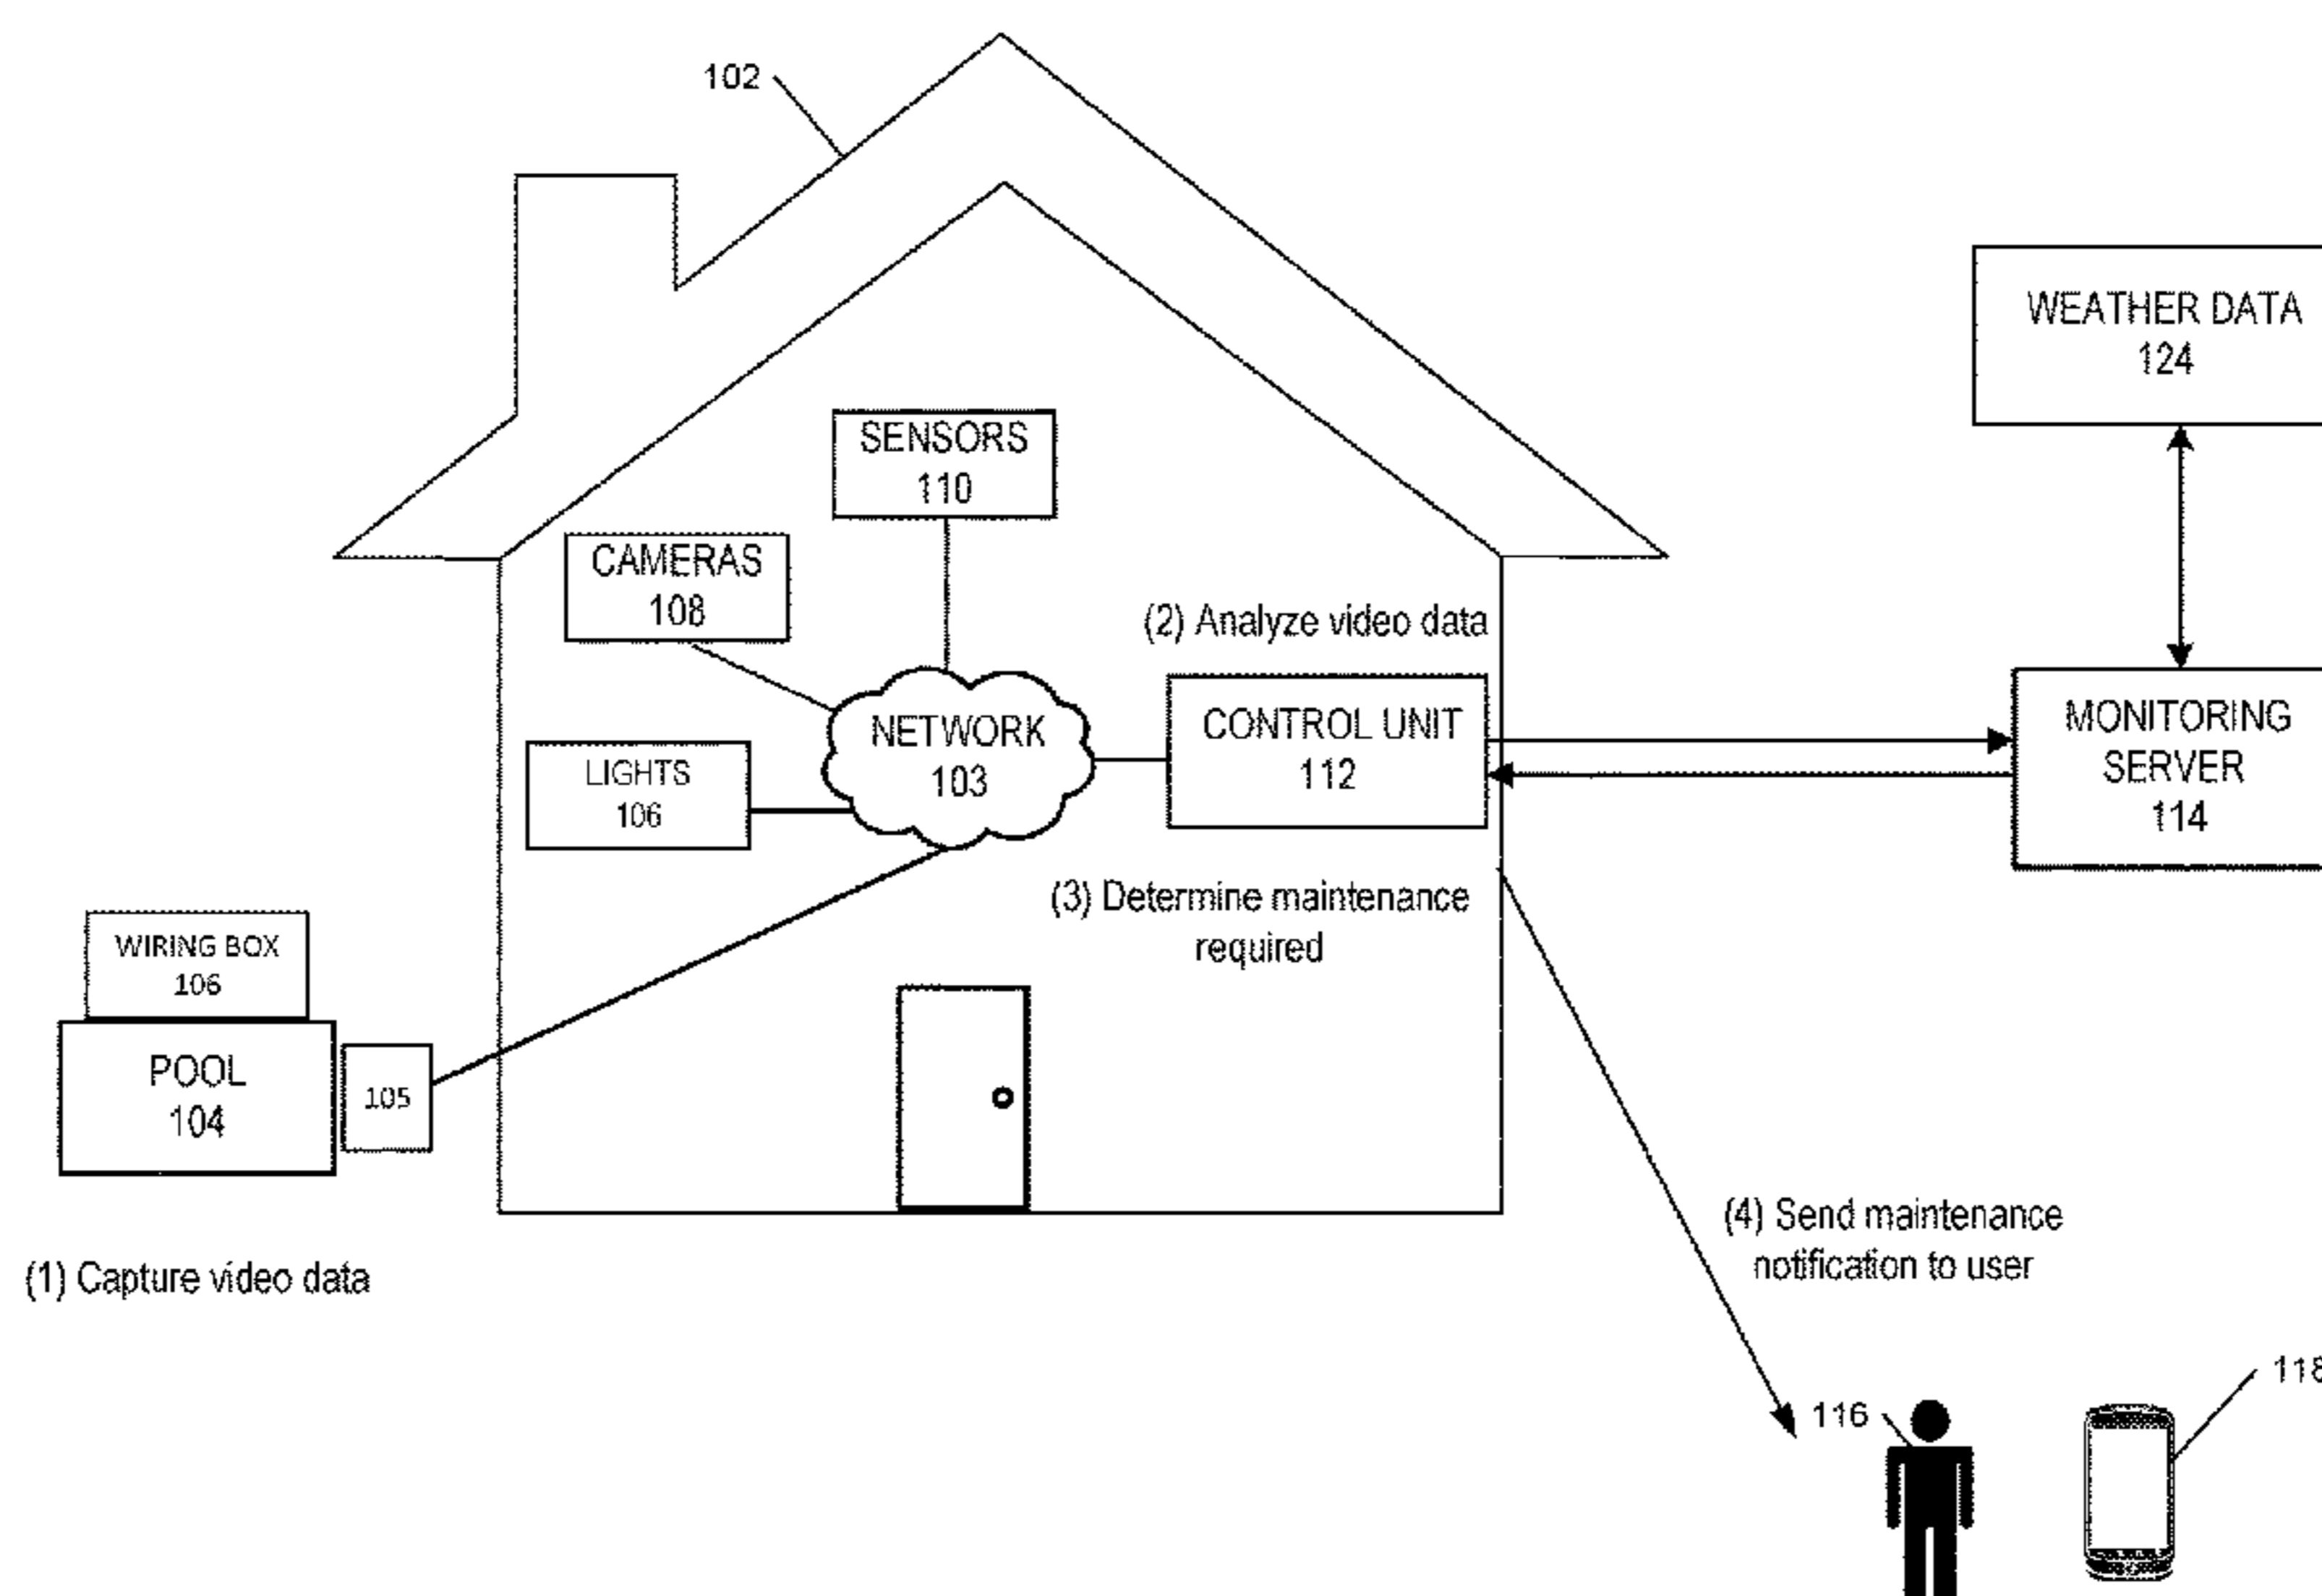 102
WEATHER DATA
124
SENSORS
110
CAMERAS
108
(2) Analyze video data
NETWORK
103
CONTROL UNIT
112
MONITORING
SERVER
114
LIGHTS
106
(3) Determine maintenance
required
WIRING BOX
106
POOL
104
105
(4) Send maintenance
notification to user
(1) Capture video data
116
118